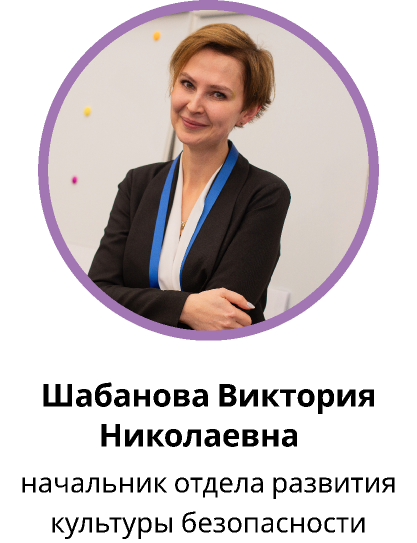 Шабанова Виктория
Николаевна
начальник отдела развития
культуры безопасности